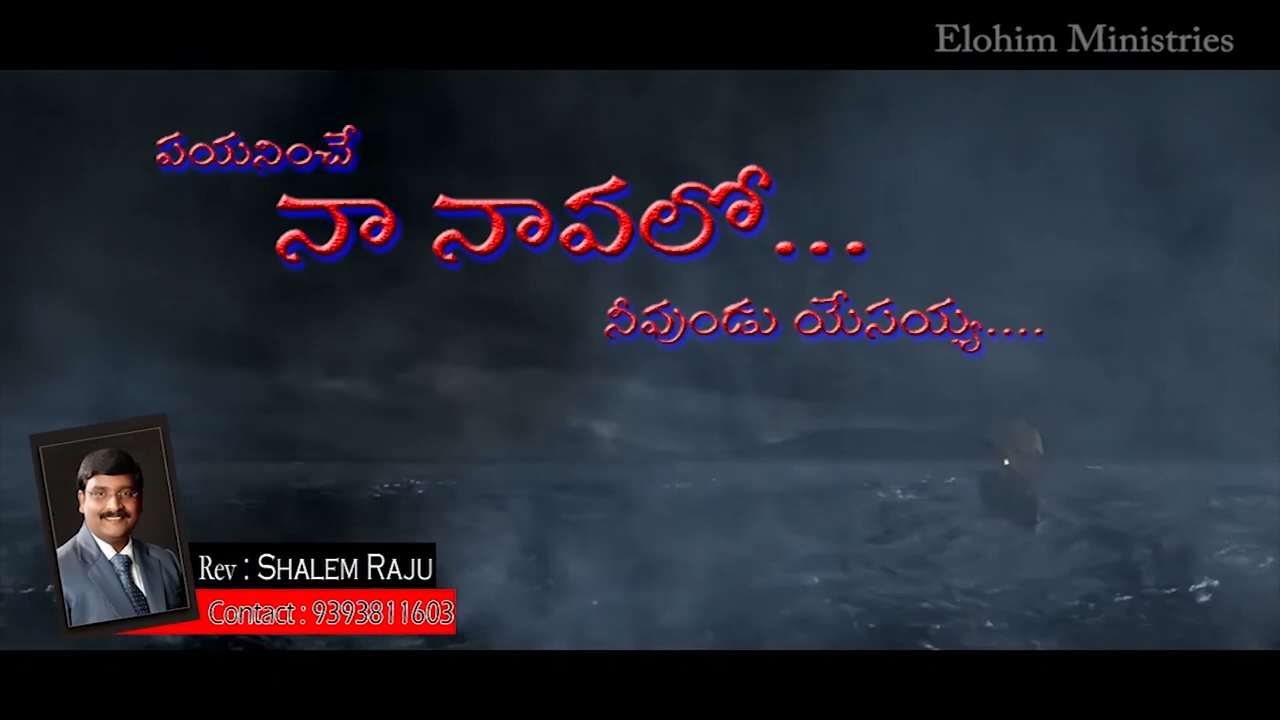 Elohim Ministries
పయనించే
నా నావలో...
నీవుండు యేసయ్య....
Rev : SHALEM RAJU
Contact : 9393811603